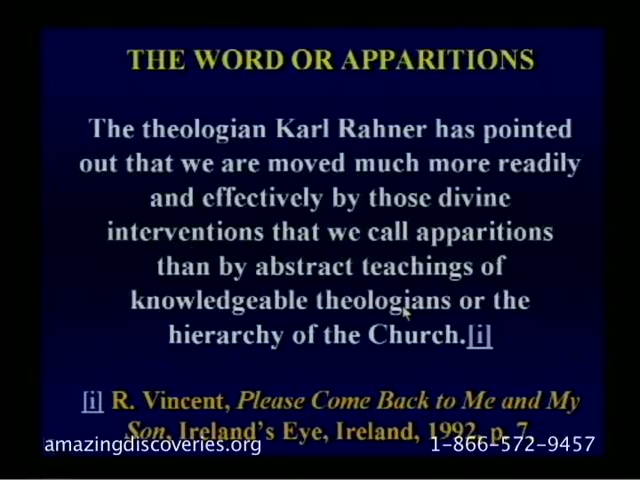 THE WORD OR APPARITIONS
The theologian Karl Rahner has pointed
out that we are moved much more readily
and effectively by those divine
interventions that we call apparitions
than by abstract teachings of
knowledgeable theologians or the
hierarchy of the Church.[i]
[i] R. Vincent, Please Come Back to Me and My
Son, Ireland's Eye, Ireland, 1992, p. 7
amazingdiscoveries.org 1-866-572-9457